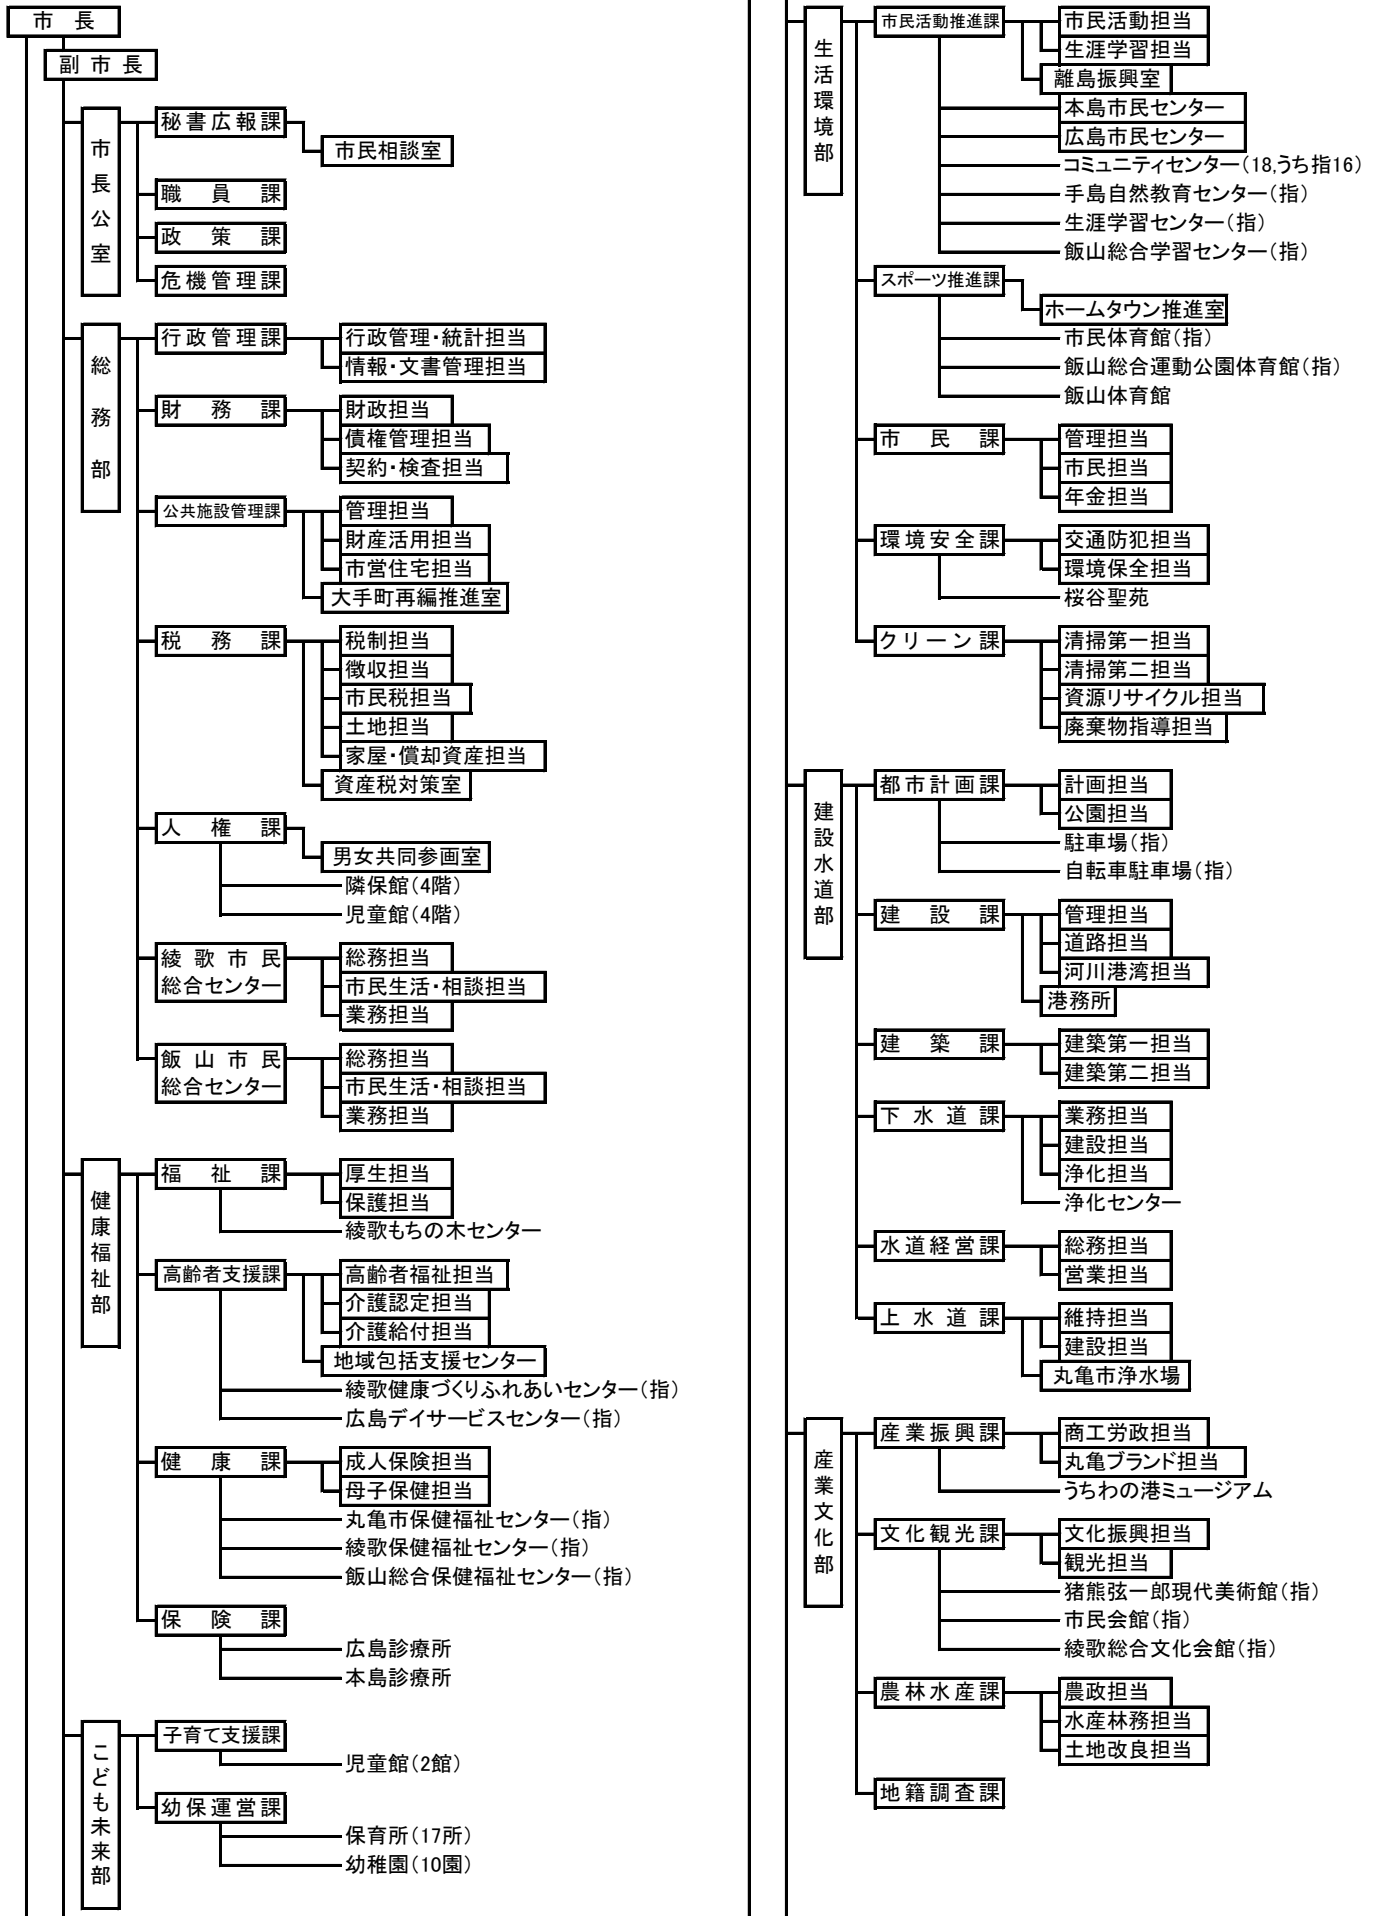 市長
副市長
市長公室
秘書広報課
市民相談室
職員課
政策課
危機管理課
総務部
行政管理課
行政管理・統計担当
情報・文書管理担当
財務課
財政担当
債権管理担当
契約・検査担当
公共施設管理課
管理担当
財産活用担当
市営住宅担当
大手町再編推進室
税務課
税制担当
徴収担当
市民税担当
土地担当
家屋・償却資産担当
資産税対策室
人権課
男女共同参画室
隣保館(4階)
児童館(4階)
綾歌市民
総合センター
総務担当
市民生活・相談担当
業務担当
飯山市民
総合センター
総務担当
市民生活・相談担当
業務担当
健康福祉部
福祉課
厚生担当
保護担当
綾歌もちの木センター
高齢者支援課
高齢者福祉担当
介護認定担当
介護給付担当
地域包括支援センター
綾歌健康づくりふれあいセンター(指)
広島デイサービスセンター(指)
健康課
成人保険担当
母子保健担当
丸亀市保健福祉センター(指)
綾歌保健福祉センター(指)
飯山総合保健福祉センター(指)
保険課
広島診療所
本島診療所
こども未来部
子育て支援課
児童館(2館)
幼保運営課
保育所(17所)
幼稚園(10園)
生活環境部
市民活動推進課
市民活動担当
生涯学習担当
離島振興室
本島市民センター
広島市民センター
コミュニティセンター(18,うち指16)
手島自然教育センター(指)
生涯学習センター(指)
飯山総合学習センター(指)
スポーツ推進課
ホームタウン推進室
市民体育館(指)
飯山総合運動公園体育館(指)
飯山体育館
市民課
管理担当
市民担当
年金担当
環境安全課
交通防犯担当
環境保全担当
桜谷聖苑
クリーン課
清掃第一担当
清掃第二担当
資源リサイクル担当
廃棄物指導担当
建設水道部
都市計画課
計画担当
公園担当
駐車場(指)
自転車駐車場(指)
建設課
管理担当
道路担当
河川港湾担当
港務所
建築課
建築第一担当
建築第二担当
下水道課
業務担当
建設担当
浄化担当
浄化センター
水道経営課
総務担当
営業担当
上水道課
維持担当
建設担当
丸亀市浄水場
産業文化部
産業振興課
商工労政担当
丸亀ブランド担当
うちわの港ミュージアム
文化観光課
文化振興担当
観光担当
猪熊弦一郎現代美術館(指)
市民会館(指)
綾歌総合文化会館(指)
農林水産課
農政担当
水産林務担当
土地改良担当
地籍調査課